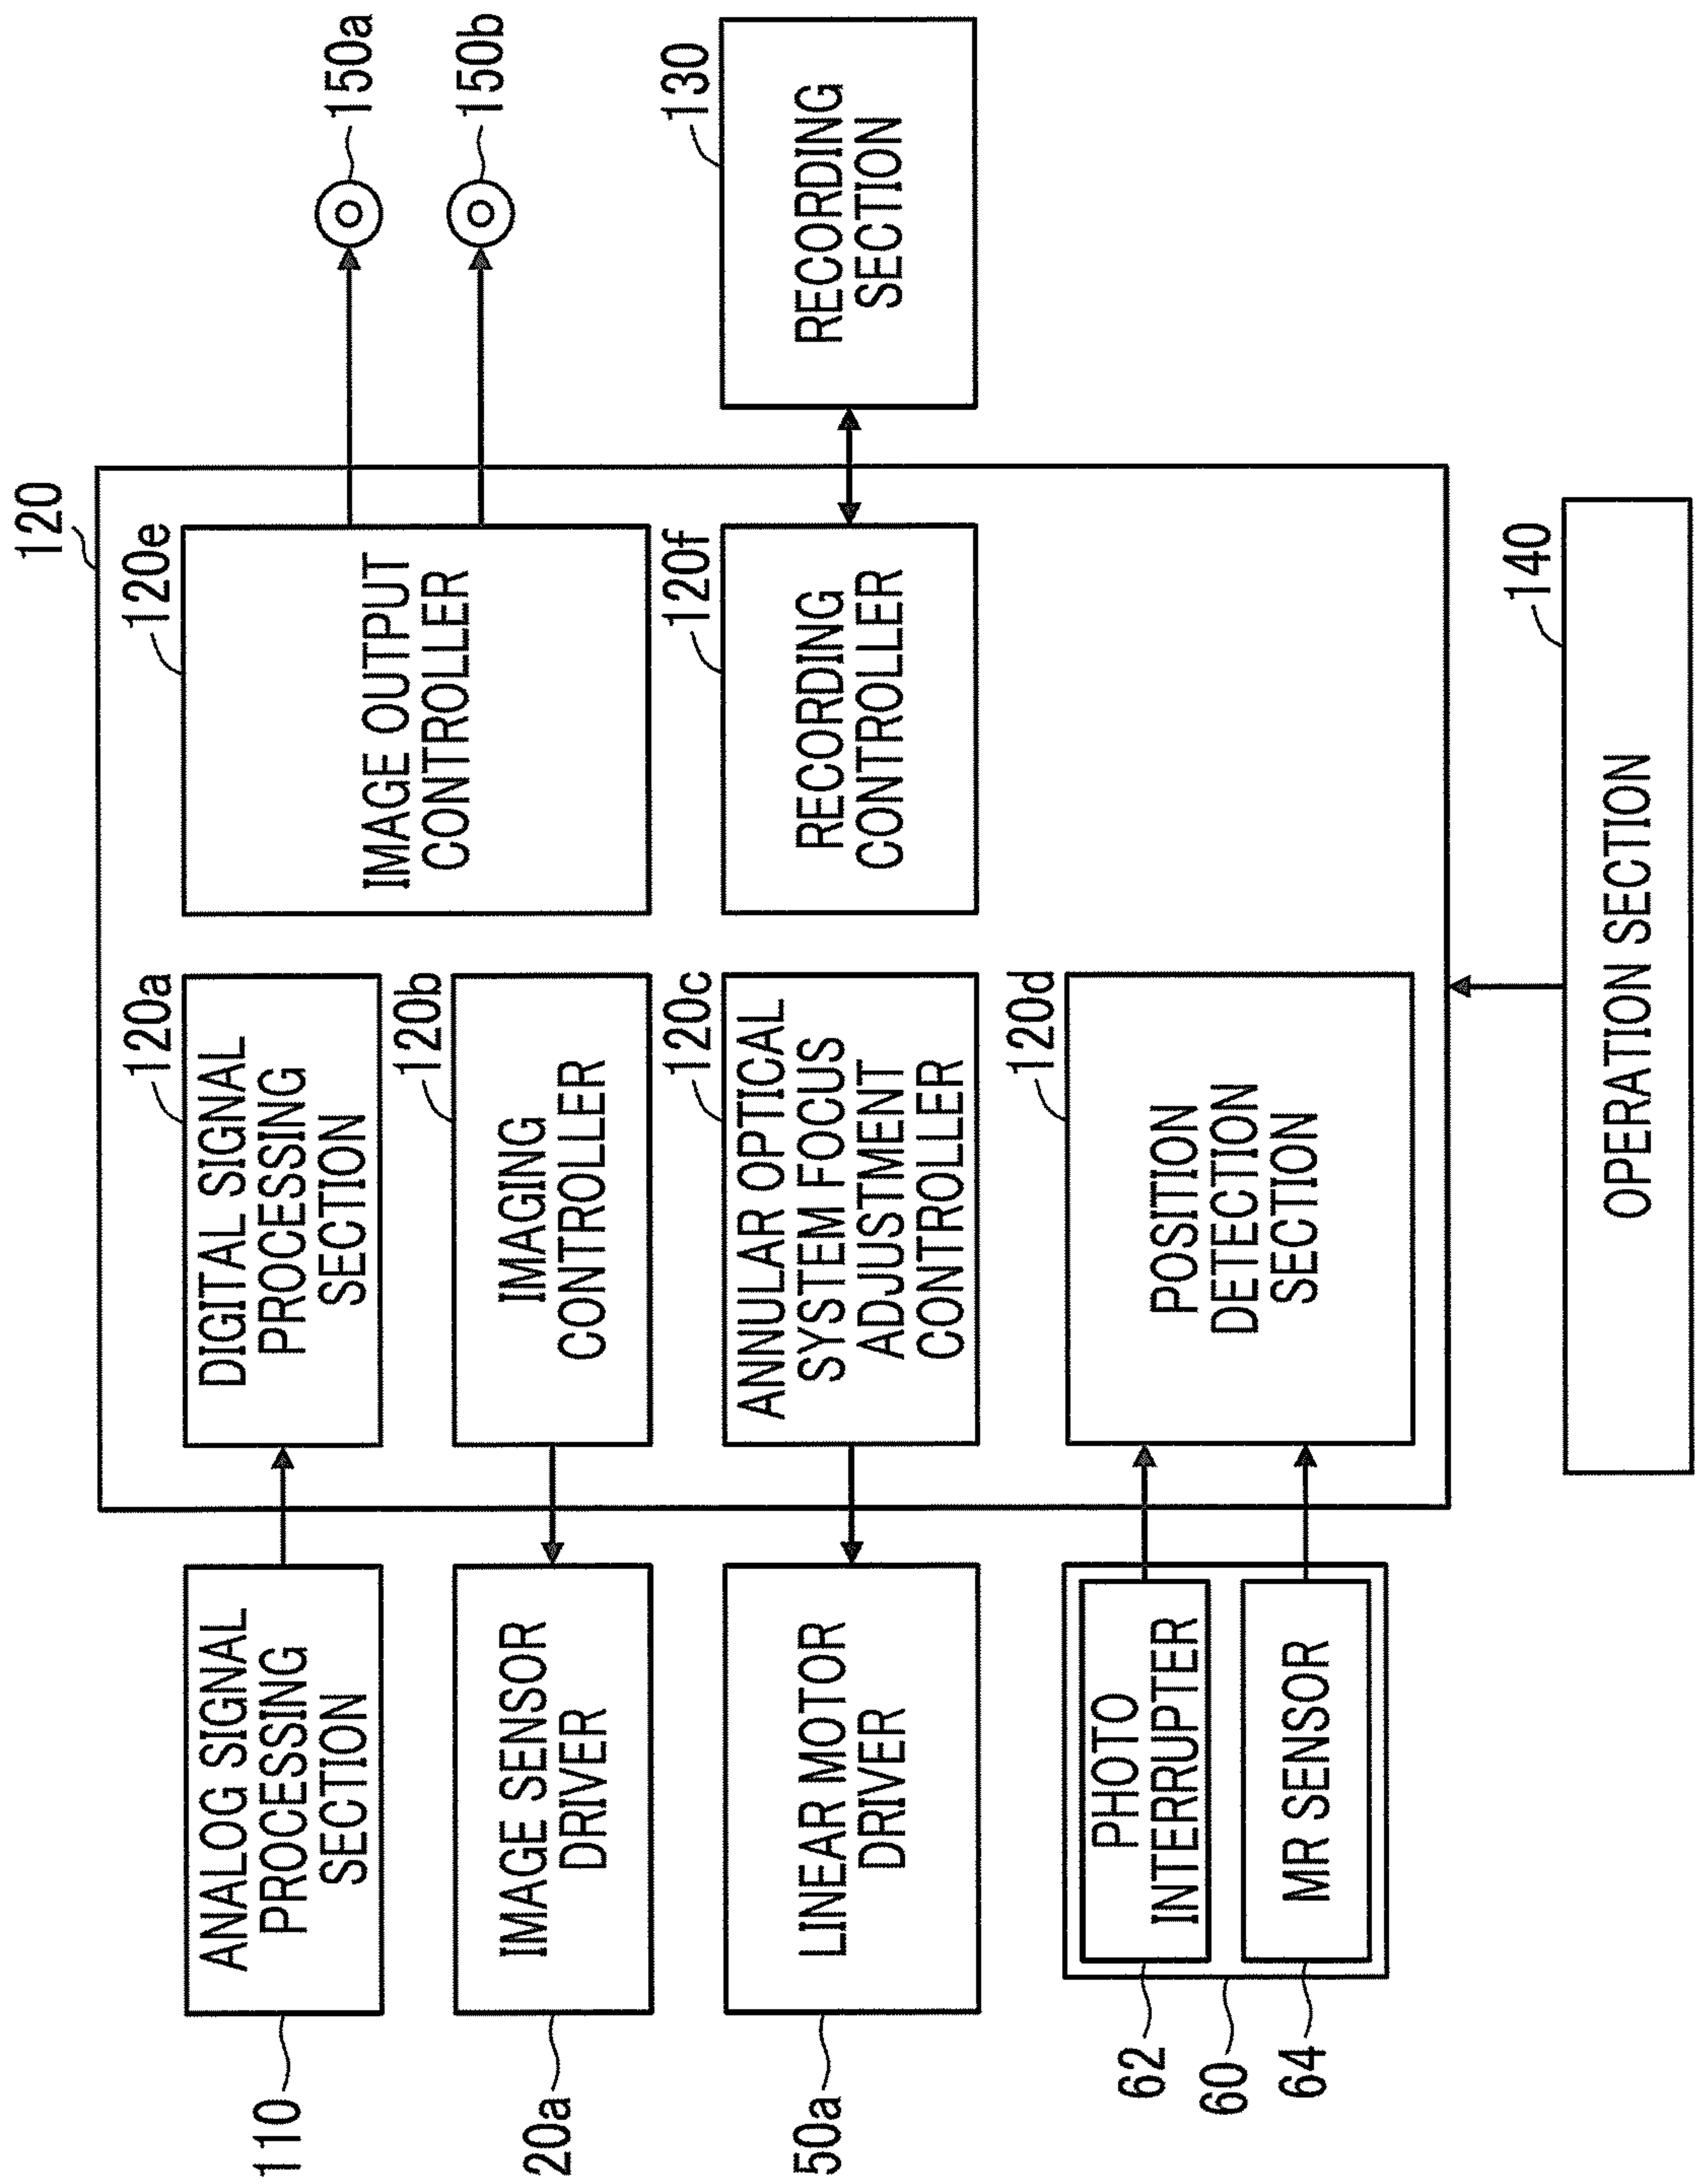 120
110
ANALOG SIGNAL
PROCESSING
SECTION
120a
DIGITAL SIGNAL
PROCESSING
SECTION
120e
IMAGE OUTPUT
CONTROLLER
150a
150b
20a
IMAGE SENSOR
DRIVER
120b
IMAGING
CONTROLLER
50a
LINEAR MOTOR
DRIVER
120c
ANNULAR OPTICAL
SYSTEM FOCUS
ADJUSTMENT
CONTROLLER
120f
RECORDING
CONTROLLER
130
RECORDING
SECTION
62
PHOTO
INTERRUPTER
60
64
MR SENSOR
120d
POSITION
DETECTION
SECTION
140
OPERATION SECTION